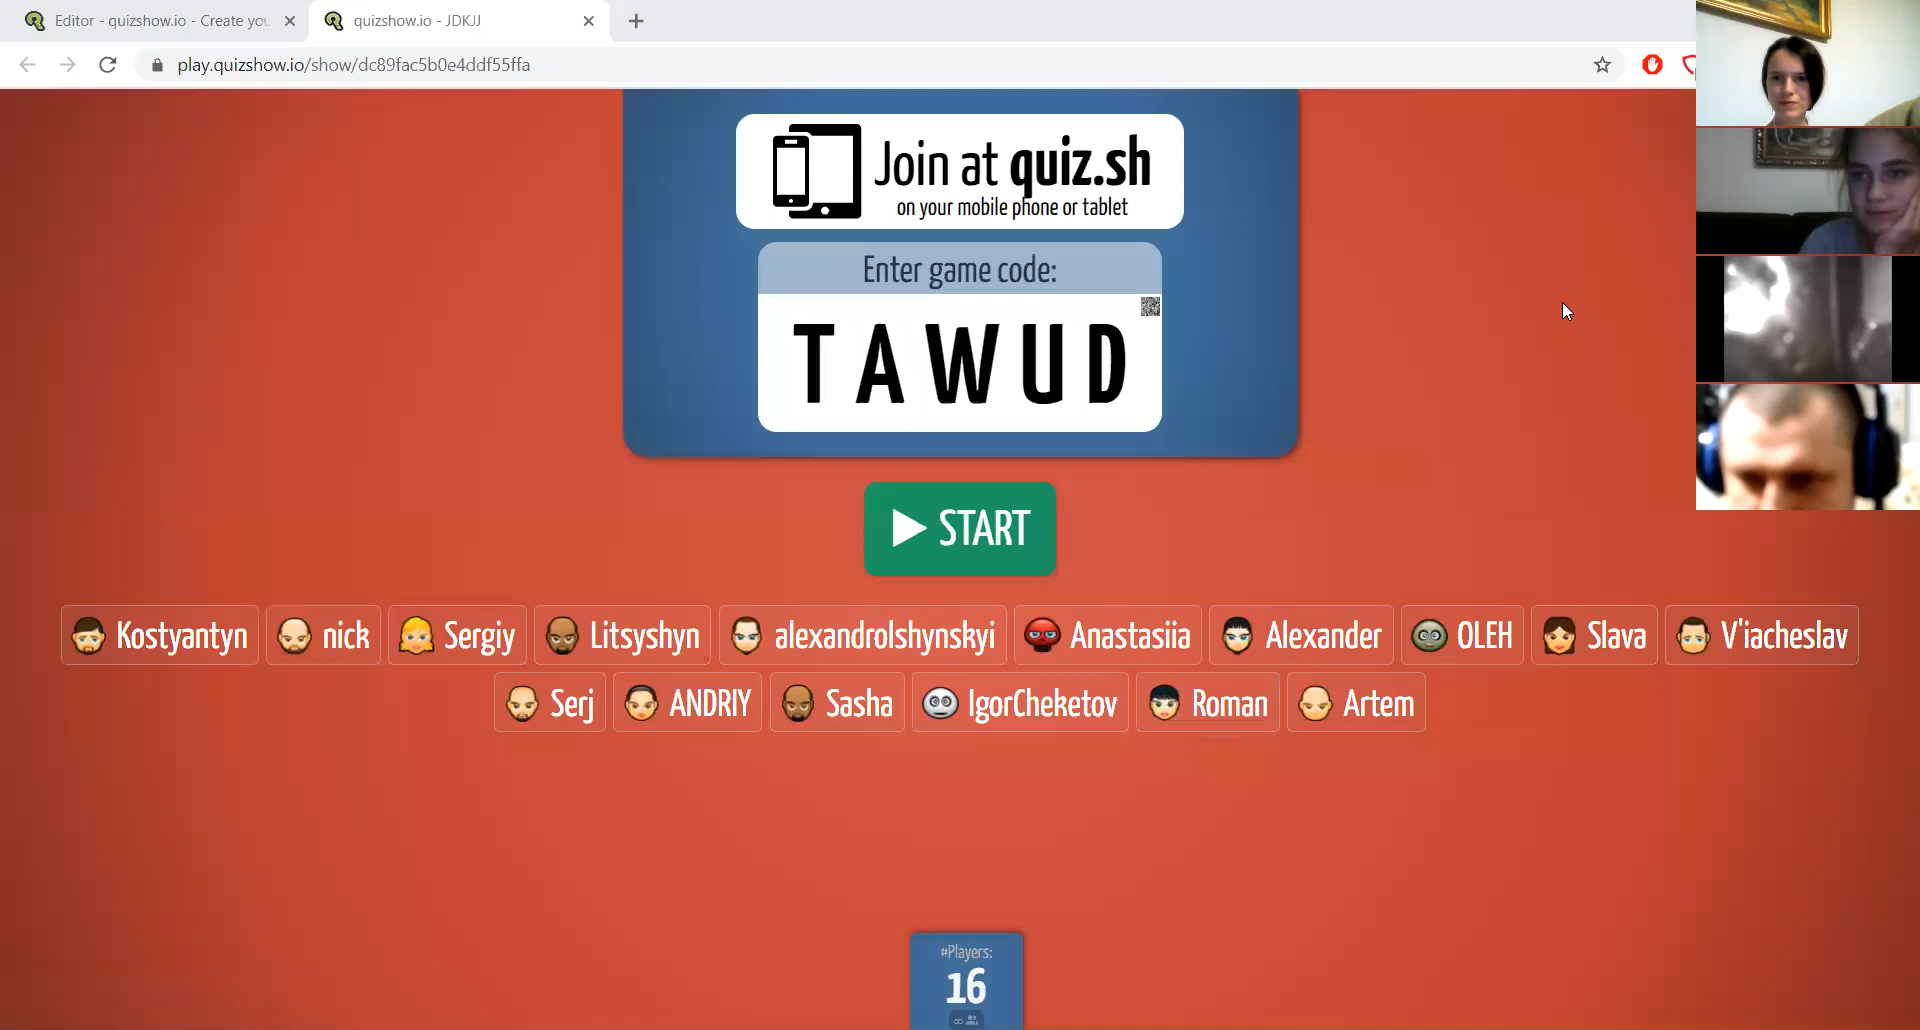 Editor - quizshow.io - Create you
quizshow.io - JDKJJ
play.quizshow.io/show/dc89fac5b0e4ddf55ffa
Join at quiz.sh
on your mobile phone or tablet
Enter game code:
TAWUD
START
Kostyantyn nick Sergiy Litsyshyn alexandrolshynskyi Anastasiia Alexander OLEH Slava V'iacheslav
Serj ANDRIY Sasha IgorCheketov Roman Artem
#Players:
16